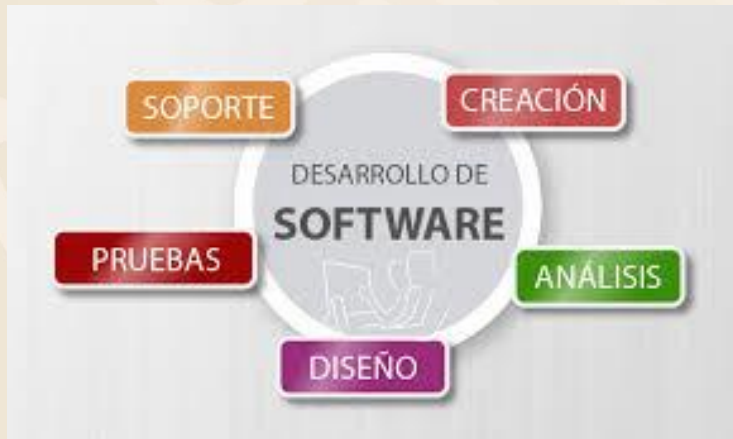 SOPORTE
CREACIÓN
DESARROLLO DE
SOFTWARE
PRUEBAS
ANÁLISIS
DISEÑO